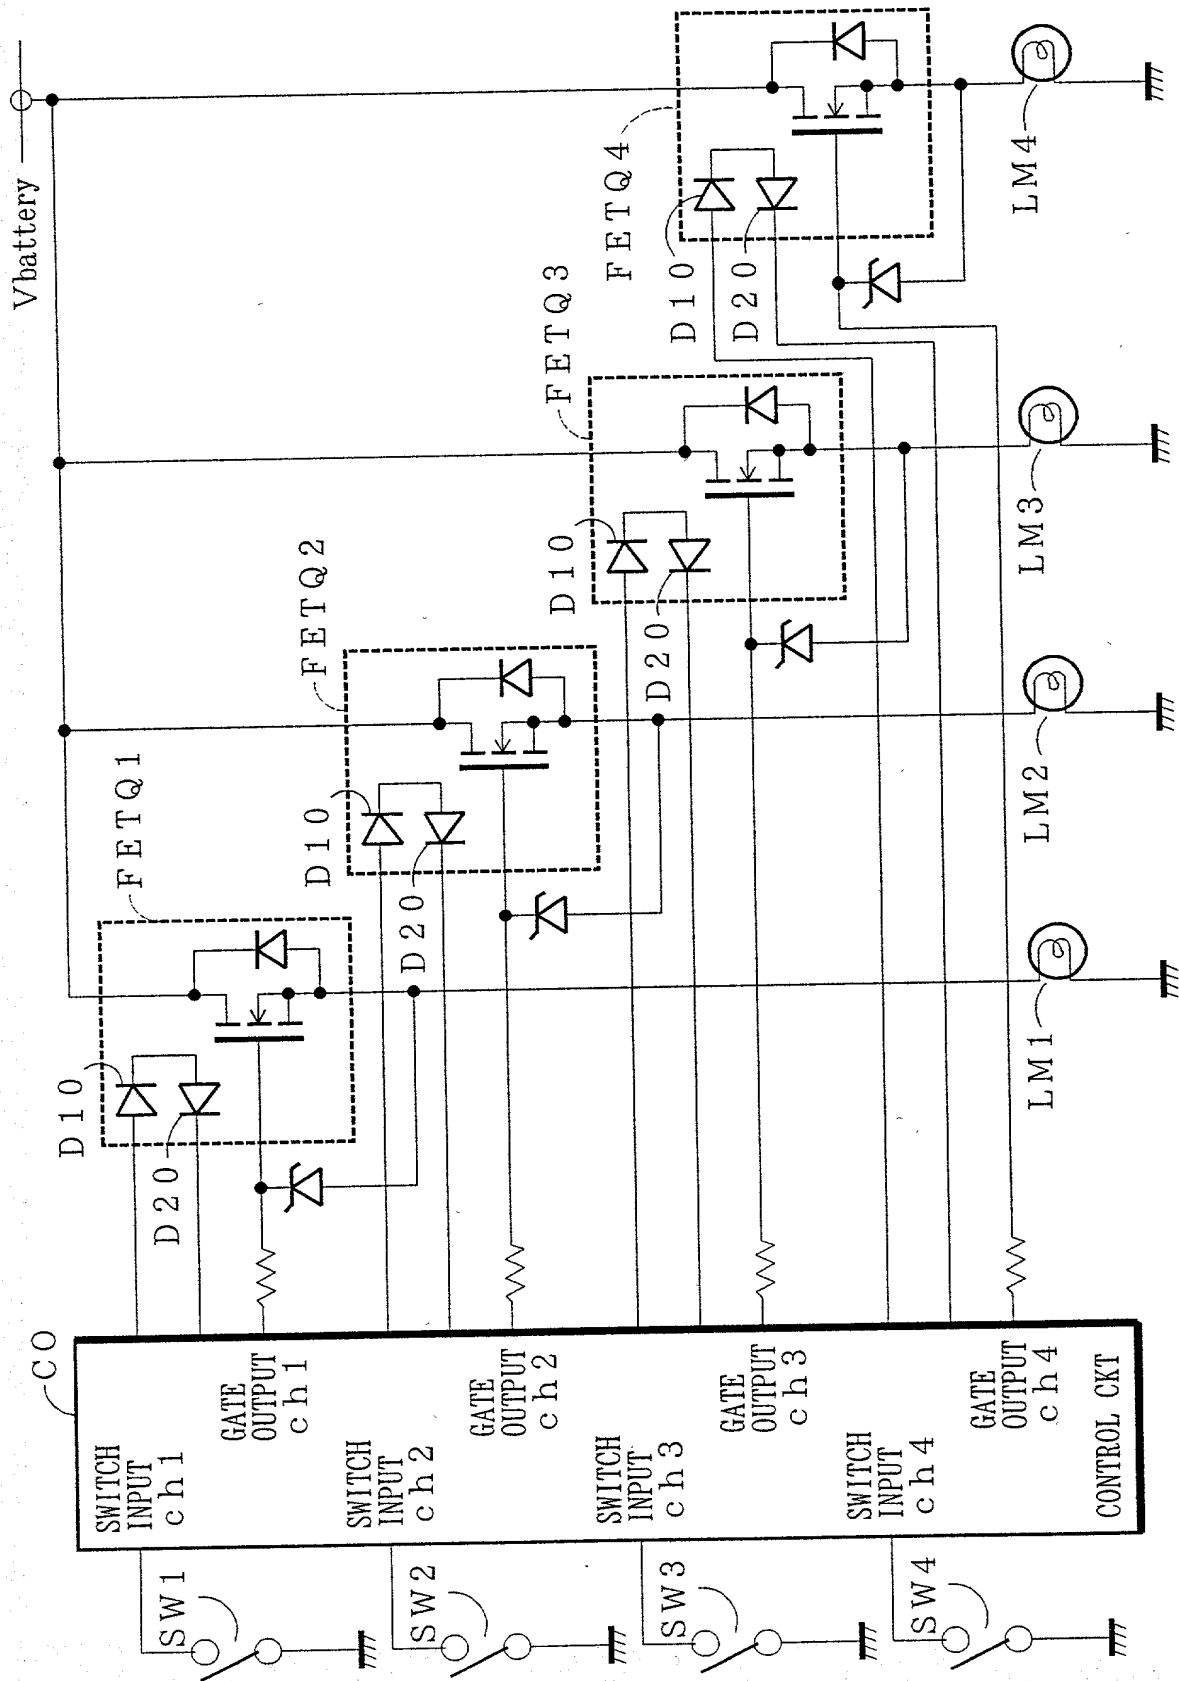 Vbattery
FETQ1
D10
D20
FETQ2
D10
D20
FETQ3
D10
D20
FETQ4
D10
D20
CO
SWITCH
INPUT
ch1
GATE
OUTPUT
ch1
SWITCH
INPUT
ch2
GATE
OUTPUT
ch2
SWITCH
INPUT
ch3
GATE
OUTPUT
ch3
SWITCH
INPUT
ch4
GATE
OUTPUT
ch4
CONTROL CKT
SW1
SW2
SW3
SW4
LM1
LM2
LM3
LM4